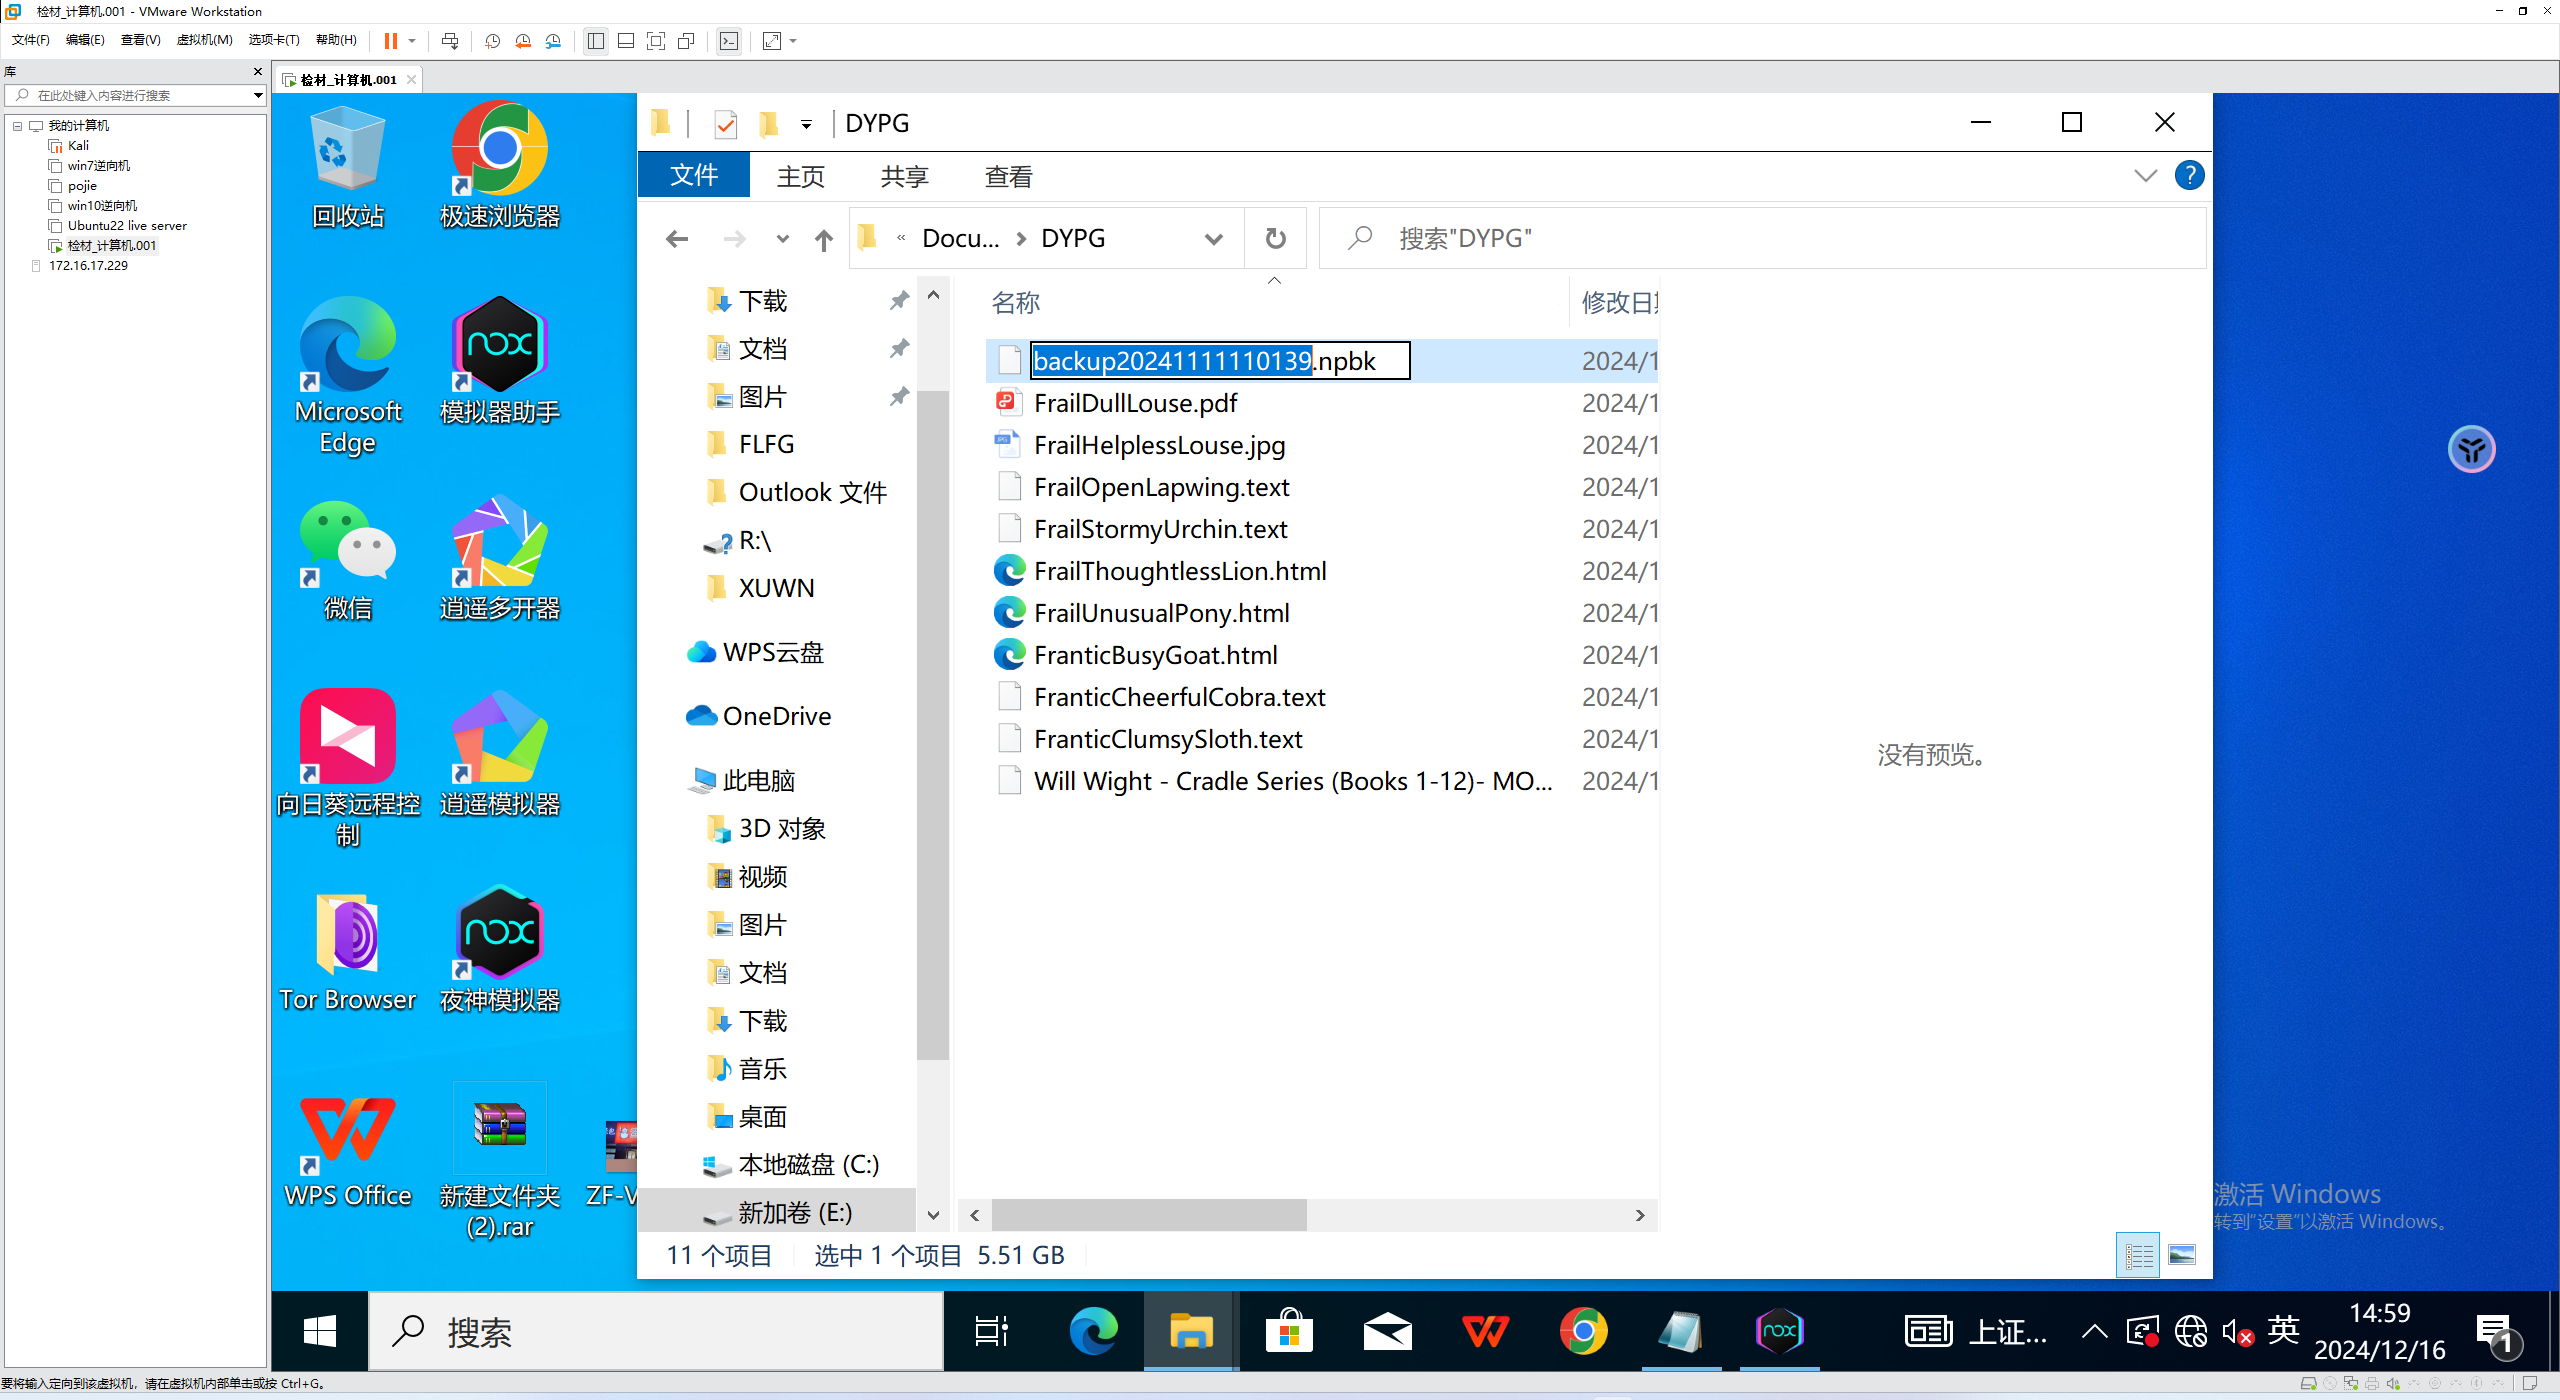 检材_计算机.001 - VMware Workstation
文件(F) 编辑(E) 查看(V) 虚拟机(M) 选项卡(T) 帮助(H)
库
在此处键入内容进行搜索
我的计算机
Kali
win7逆向机
pojie
win10逆向机
Ubuntu22 live server
检材_计算机.001
172.16.17.229
检材_计算机.001
回收站
极速浏览器
Microsoft Edge
nox
模拟器助手
微信
逍遥多开器
向日葵远程控制
逍遥模拟器
Tor Browser
nox
夜神模拟器
WPS Office
新建文件夹 (2).rar
ZF-V
DYPG
文件 主页 共享 查看
« Docu... › DYPG
搜索"DYPG"
下载
文档
图片
FLFG
Outlook 文件
R:\
XUWN
WPS云盘
OneDrive
此电脑
3D 对象
视频
图片
文档
下载
音乐
桌面
本地磁盘 (C:)
新加卷 (E:)
名称 修改日期
backup20241111110139.npbk 2024/1
FrailDullLouse.pdf 2024/1
FrailHelplessLouse.jpg 2024/1
FrailOpenLapwing.text 2024/1
FrailStormyUrchin.text 2024/1
FrailThoughtlessLion.html 2024/1
FrailUnusualPony.html 2024/1
FranticBusyGoat.html 2024/1
FranticCheerfulCobra.text 2024/1
FranticClumsySloth.text 2024/1
Will Wight - Cradle Series (Books 1-12)- MO... 2024/1
没有预览。
11 个项目 选中 1 个项目 5.51 GB
激活 Windows
转到"设置"以激活 Windows。
搜索
nox
上证...
英
14:59
2024/12/16
1
要将输入定向到该虚拟机，请在虚拟机内部单击或按 Ctrl+G。